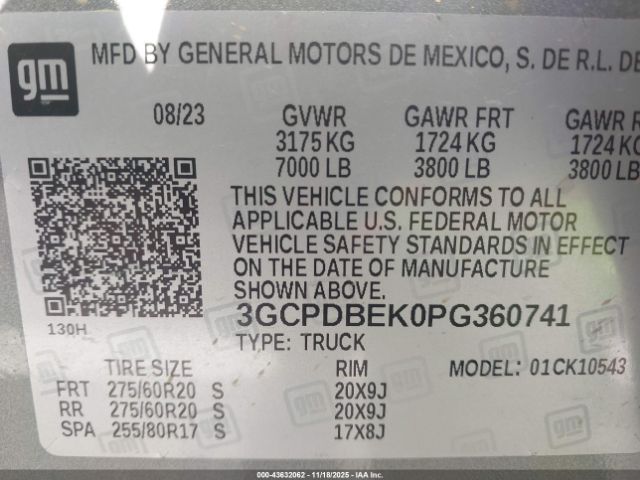 gm
MFD BY GENERAL MOTORS DE MEXICO, S. DE R.L. DE
08/23 GVWR GAWR FRT GAWR R
3175 KG 1724 KG 1724 KG
7000 LB 3800 LB 3800 LB
THIS VEHICLE CONFORMS TO ALL
APPLICABLE U.S. FEDERAL MOTOR
VEHICLE SAFETY STANDARDS IN EFFECT
ON THE DATE OF MANUFACTURE
SHOWN ABOVE.
130H
3GCPDBEK0PG360741
TYPE: TRUCK
TIRE SIZE RIM MODEL: 01CK10543
FRT 275/60R20 S 20X9J
RR 275/60R20 S 20X9J
SPA 255/80R17 S 17X8J
00-43632062 | 11/18/2025 | IAA Auctions